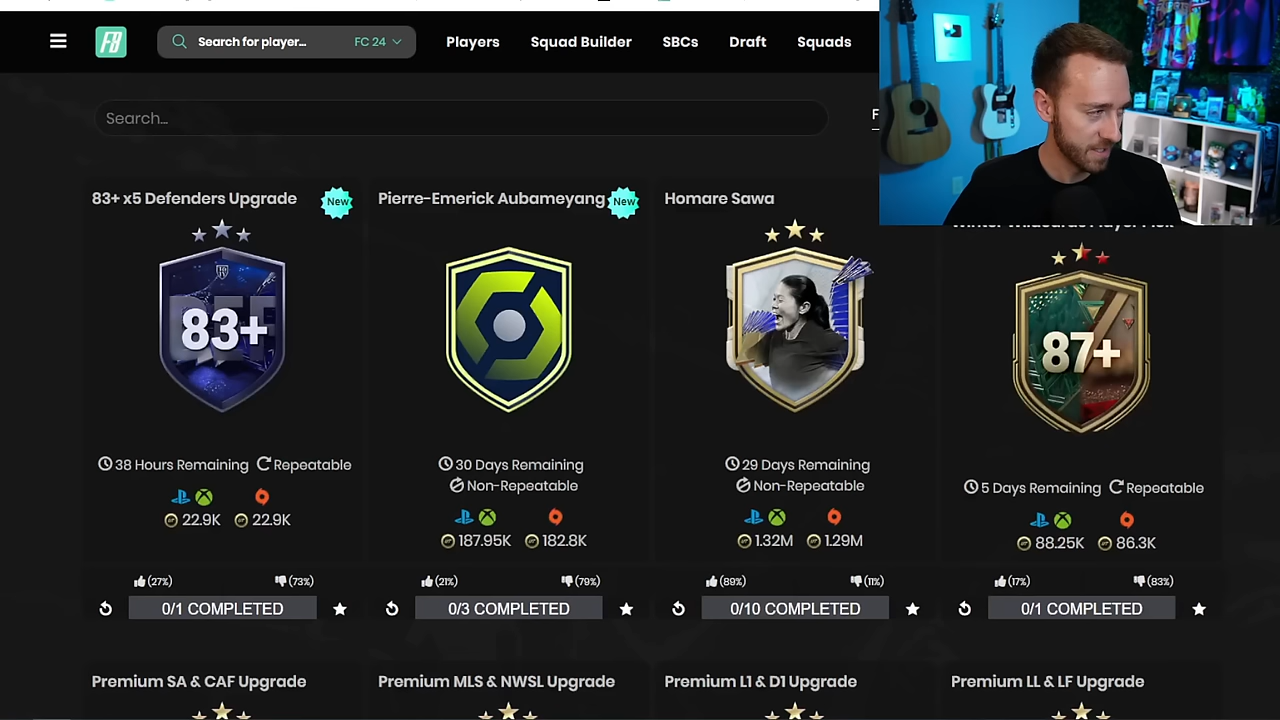 FB Search for player... FC 24 Players Squad Builder SBCs Draft Squads
Search...
F
83+ x5 Defenders Upgrade
New
83+
38 Hours Remaining Repeatable
22.9K 22.9K
(27%) (73%)
0/1 COMPLETED
Pierre-Emerick Aubameyang
New
30 Days Remaining
Non-Repeatable
187.95K 182.8K
(21%) (79%)
0/3 COMPLETED
Homare Sawa
29 Days Remaining
Non-Repeatable
1.32M 1.29M
(89%) (11%)
0/10 COMPLETED
Winter Wildcards Player Pick
87+
5 Days Remaining Repeatable
88.25K 86.3K
(17%) (83%)
0/1 COMPLETED
Premium SA & CAF Upgrade
Premium MLS & NWSL Upgrade
Premium L1 & D1 Upgrade
Premium LL & LF Upgrade